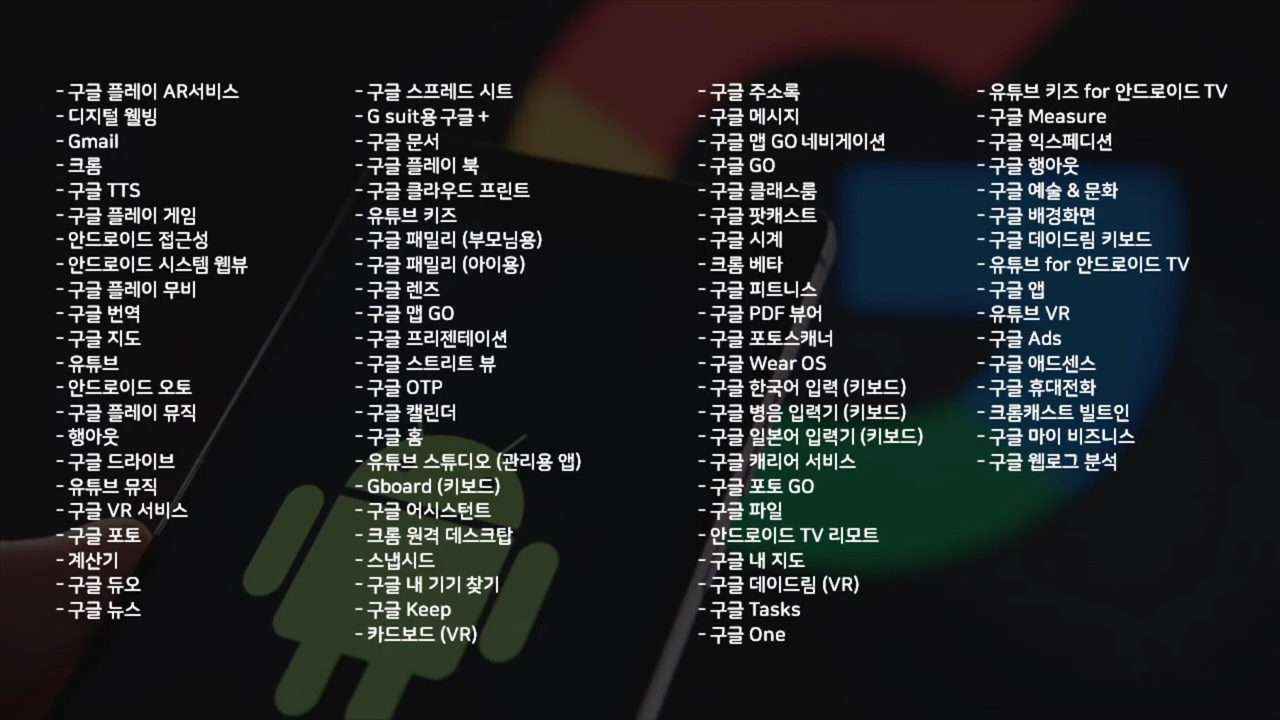 - 구글 플레이 AR서비스
- 디지털 웰빙
- Gmail
- 크롬
- 구글 TTS
- 구글 플레이 게임
- 안드로이드 접근성
- 안드로이드 시스템 웹뷰
- 구글 플레이 무비
- 구글 번역
- 구글 지도
- 유튜브
- 안드로이드 오토
- 구글 플레이 뮤직
- 행아웃
- 구글 드라이브
- 유튜브 뮤직
- 구글 VR 서비스
- 구글 포토
- 계산기
- 구글 듀오
- 구글 뉴스
- 구글 스프레드 시트
- G suit용 구글 +
- 구글 문서
- 구글 플레이 북
- 구글 클라우드 프린트
- 유튜브 키즈
- 구글 패밀리 (부모님용)
- 구글 패밀리 (아이용)
- 구글 렌즈
- 구글 맵 GO
- 구글 프리젠테이션
- 구글 스트리트 뷰
- 구글 OTP
- 구글 캘린더
- 구글 홈
- 유튜브 스튜디오 (관리용 앱)
- Gboard (키보드)
- 구글 어시스턴트
- 크롬 원격 데스크탑
- 스냅시드
- 구글 내 기기 찾기
- 구글 Keep
- 카드보드 (VR)
- 구글 주소록
- 구글 메시지
- 구글 맵 GO 네비게이션
- 구글 GO
- 구글 클래스룸
- 구글 팟캐스트
- 구글 시계
- 크롬 베타
- 구글 피트니스
- 구글 PDF 뷰어
- 구글 포토스캐너
- 구글 Wear OS
- 구글 한국어 입력 (키보드)
- 구글 병음 입력기 (키보드)
- 구글 일본어 입력기 (키보드)
- 구글 캐리어 서비스
- 구글 포토 GO
- 구글 파일
- 안드로이드 TV 리모트
- 구글 내 지도
- 구글 데이드림 (VR)
- 구글 Tasks
- 구글 One
- 유튜브 키즈 for 안드로이드 TV
- 구글 Measure
- 구글 익스페디션
- 구글 행아웃
- 구글 예술 & 문화
- 구글 배경화면
- 구글 데이드림 키보드
- 유튜브 for 안드로이드 TV
- 구글 앱
- 유튜브 VR
- 구글 Ads
- 구글 애드센스
- 구글 휴대전화
- 크롬캐스트 빌트인
- 구글 마이 비즈니스
- 구글 웹로그 분석